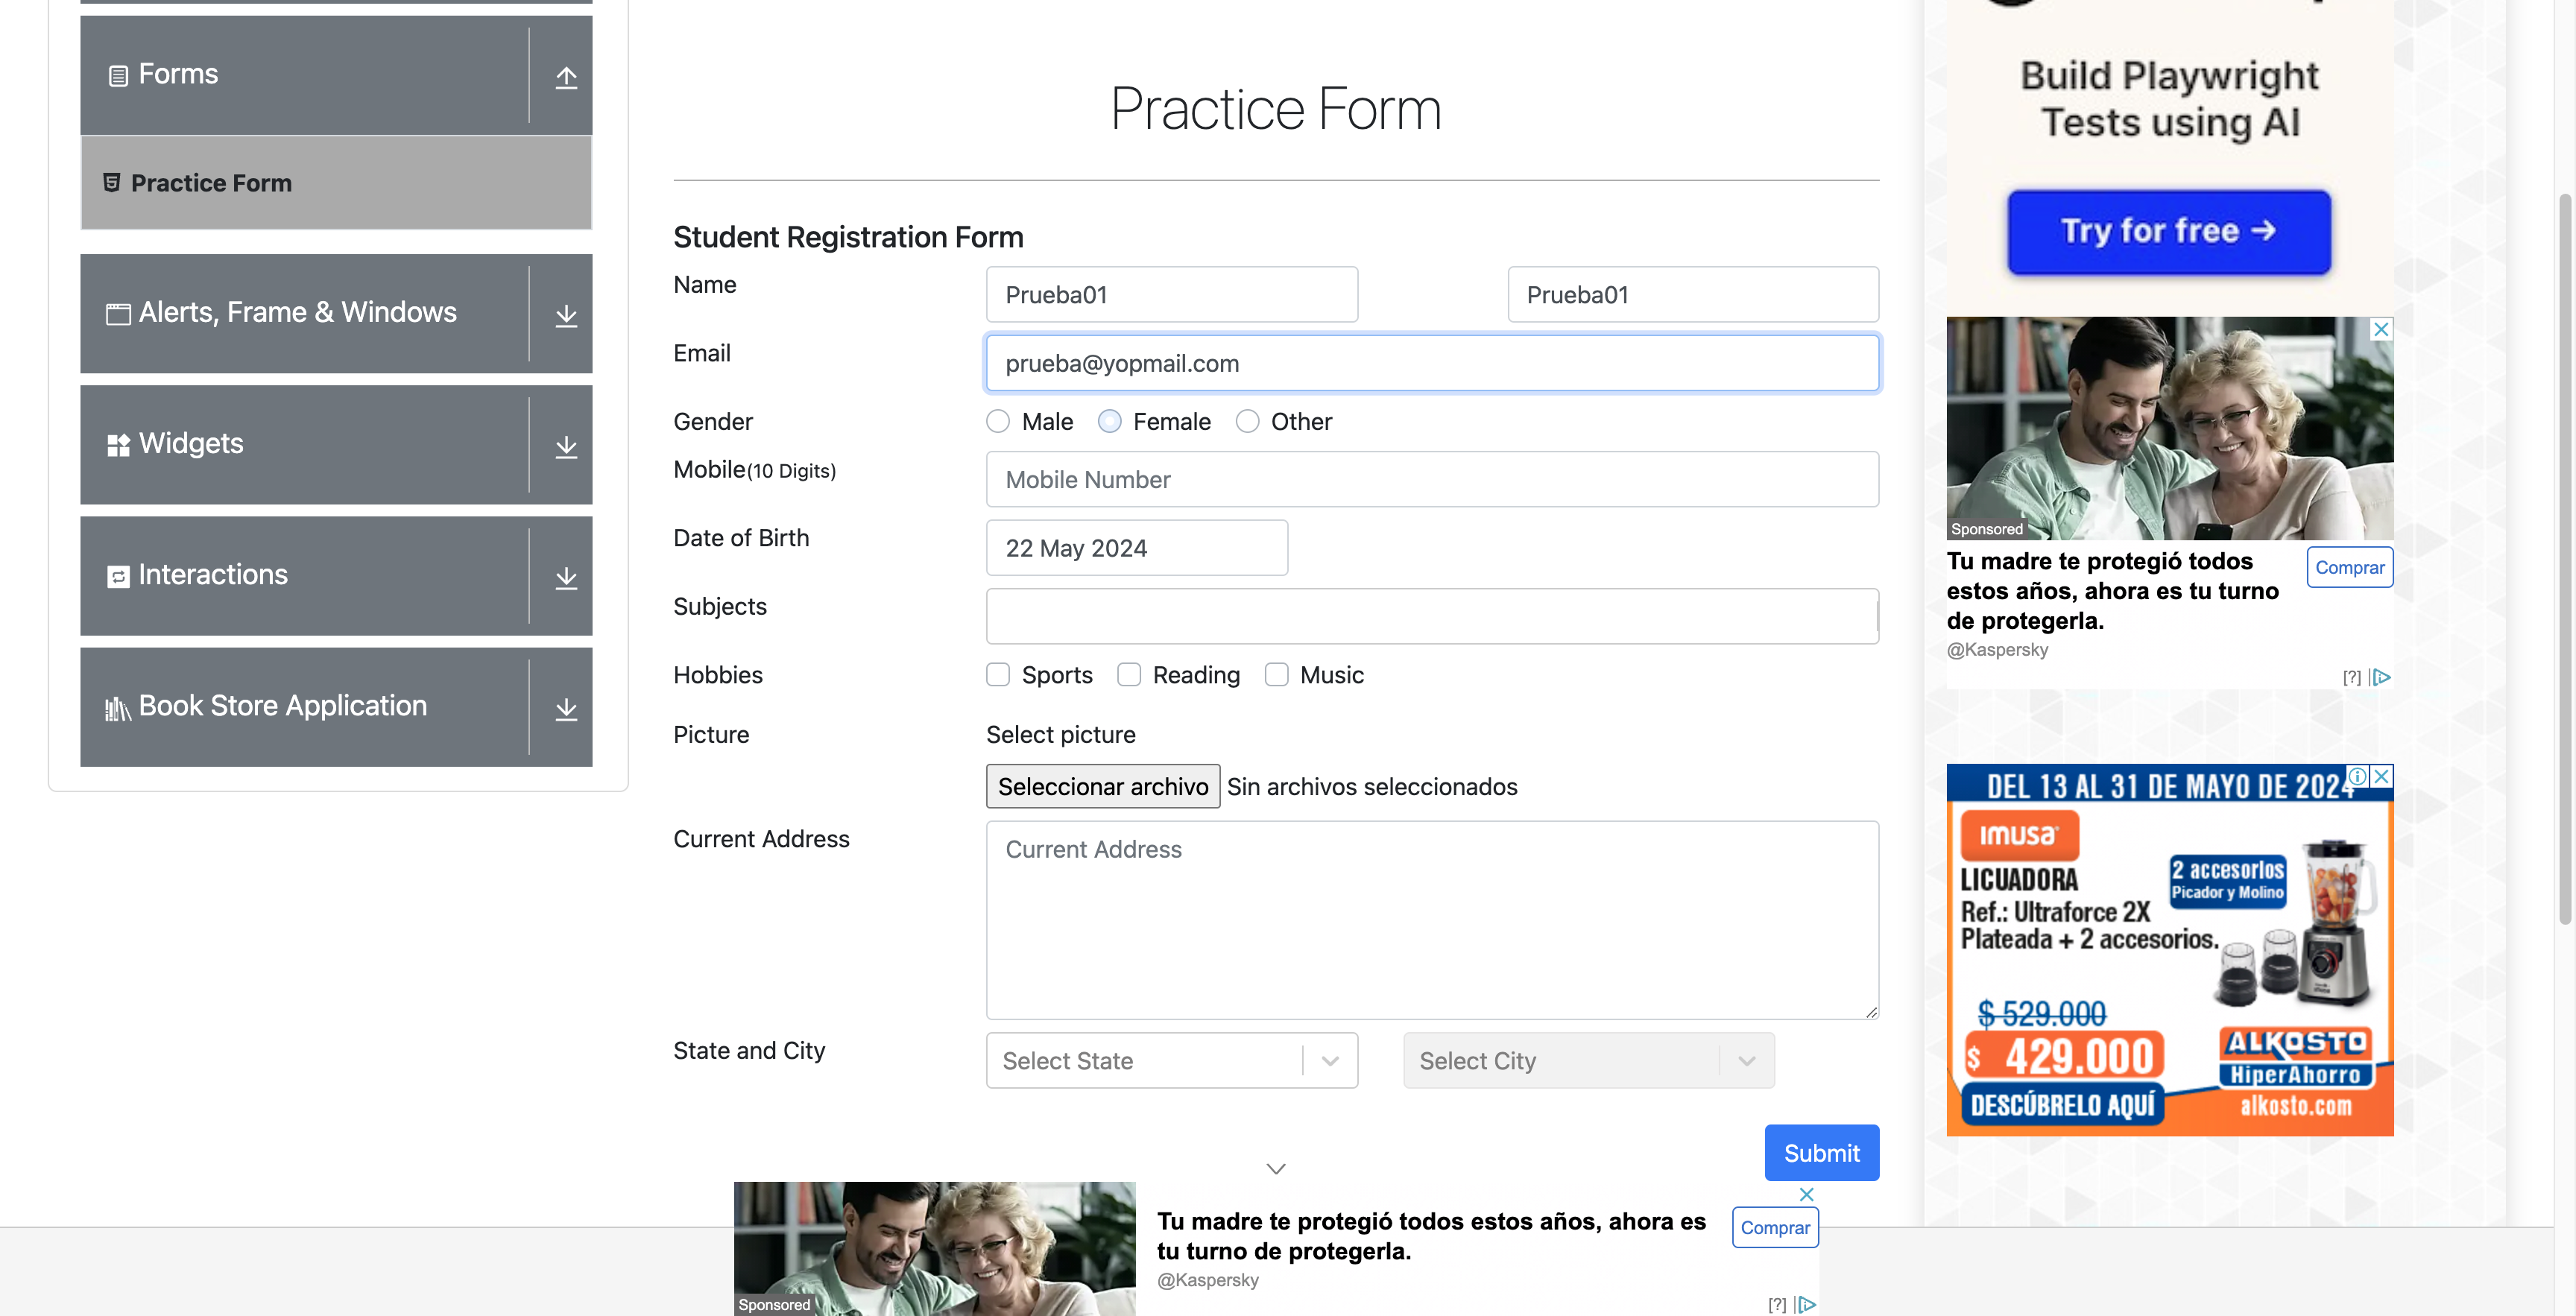 Forms
Practice Form
Alerts, Frame & Windows
Widgets
Interactions
Book Store Application
Practice Form
Student Registration Form
Name
Prueba01
Prueba01
Email
prueba@yopmail.com
Gender
Male
Female
Other
Mobile(10 Digits)
Mobile Number
Date of Birth
22 May 2024
Subjects
Hobbies
Sports
Reading
Music
Picture
Select picture
Seleccionar archivo
Sin archivos seleccionados
Current Address
Current Address
State and City
Select State
Select City
Submit
Tu madre te protegió todos estos años, ahora es
tu turno de protegerla.
@Kaspersky
Comprar
Sponsored
[?]
Build Playwright
Tests using AI
Try for free →
Sponsored
Tu madre te protegió todos
estos años, ahora es tu turno
de protegerla.
@Kaspersky
Comprar
[?]
DEL 13 AL 31 DE MAYO DE 2024
imusa
LICUADORA
Ref.: Ultraforce 2X
Plateada + 2 accesorios.
2 accesorios
Picador y Molino
$ 529.000
$ 429.000
DESCÚBRELO AQUÍ
ALKOSTO
HiperAhorro
alkosto.com